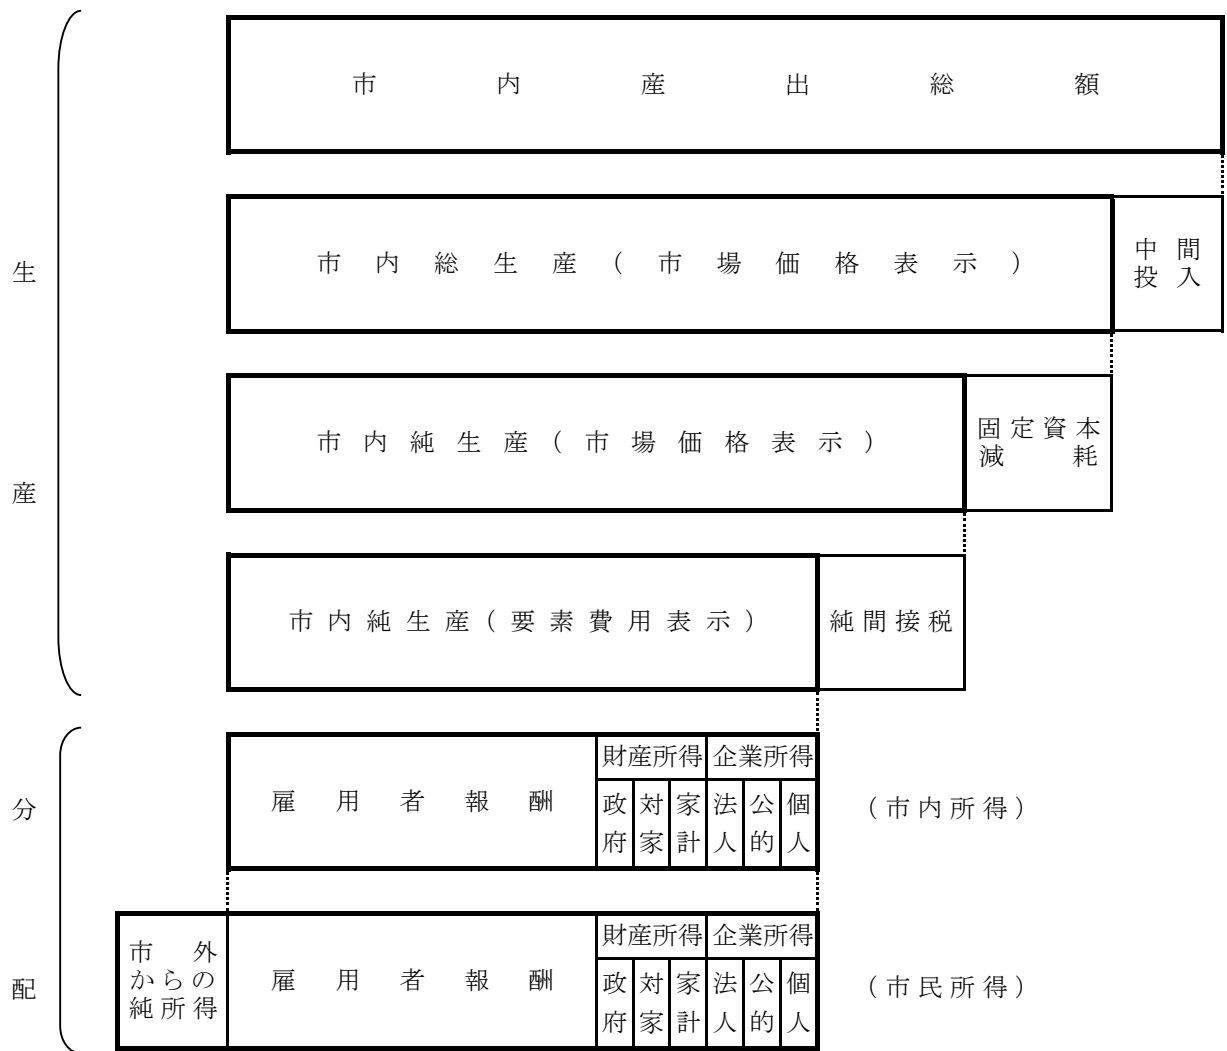 市内産出総額
生
市内総生産(市場価格表示)
中間
投入
市内純生産(市場価格表示)
固定資本
減耗
産
市内純生産(要素費用表示)
純間接税
分
雇用者報酬
財産所得
企業所得
政府
対家
家計
法人
公的
個人
(市内所得)
配
市外
からの
純所得
雇用者報酬
財産所得
企業所得
政府
対家
家計
法人
公的
個人
(市民所得)